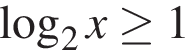 log₂ x ≥ 1